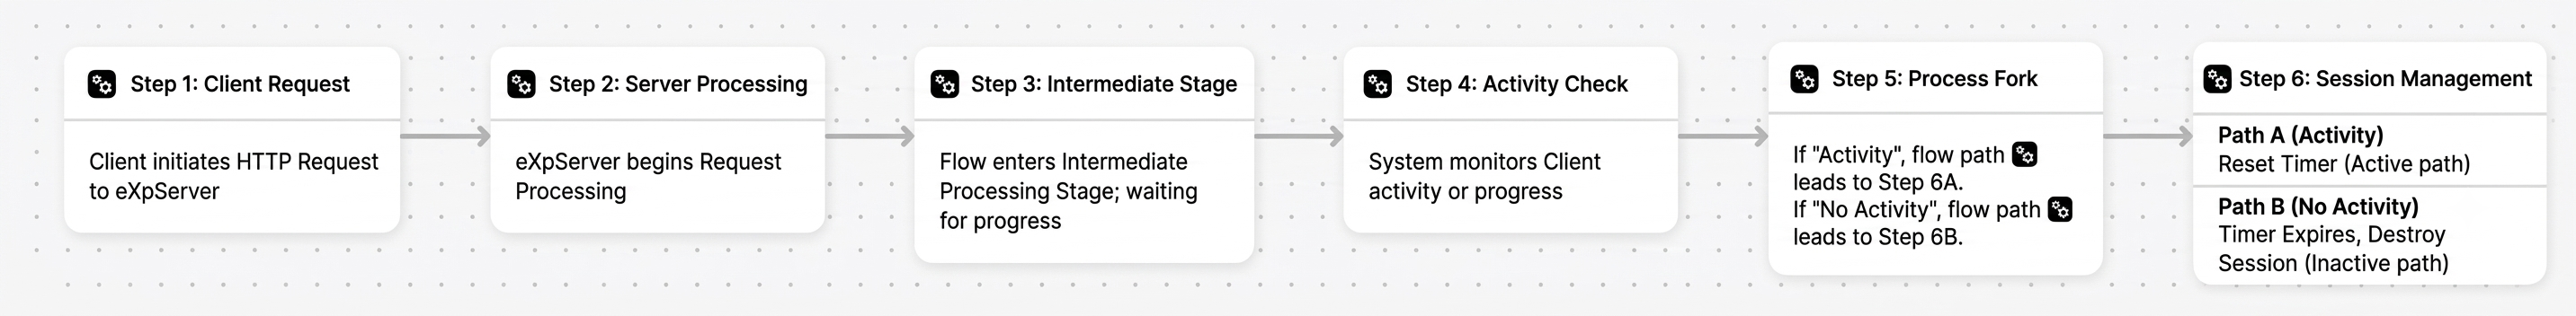 Step 1: Client Request
Client initiates HTTP Request
to eXpServer
Step 2: Server Processing
eXpServer begins Request
Processing
Step 3: Intermediate Stage
Flow enters Intermediate
Processing Stage; waiting
for progress
Step 4: Activity Check
System monitors Client
activity or progress
Step 5: Process Fork
If "Activity", flow path
leads to Step 6A.
If "No Activity", flow path
leads to Step 6B.
Step 6: Session Management
Path A (Activity)
Reset Timer (Active path)
Path B (No Activity)
Timer Expires, Destroy
Session (Inactive path)